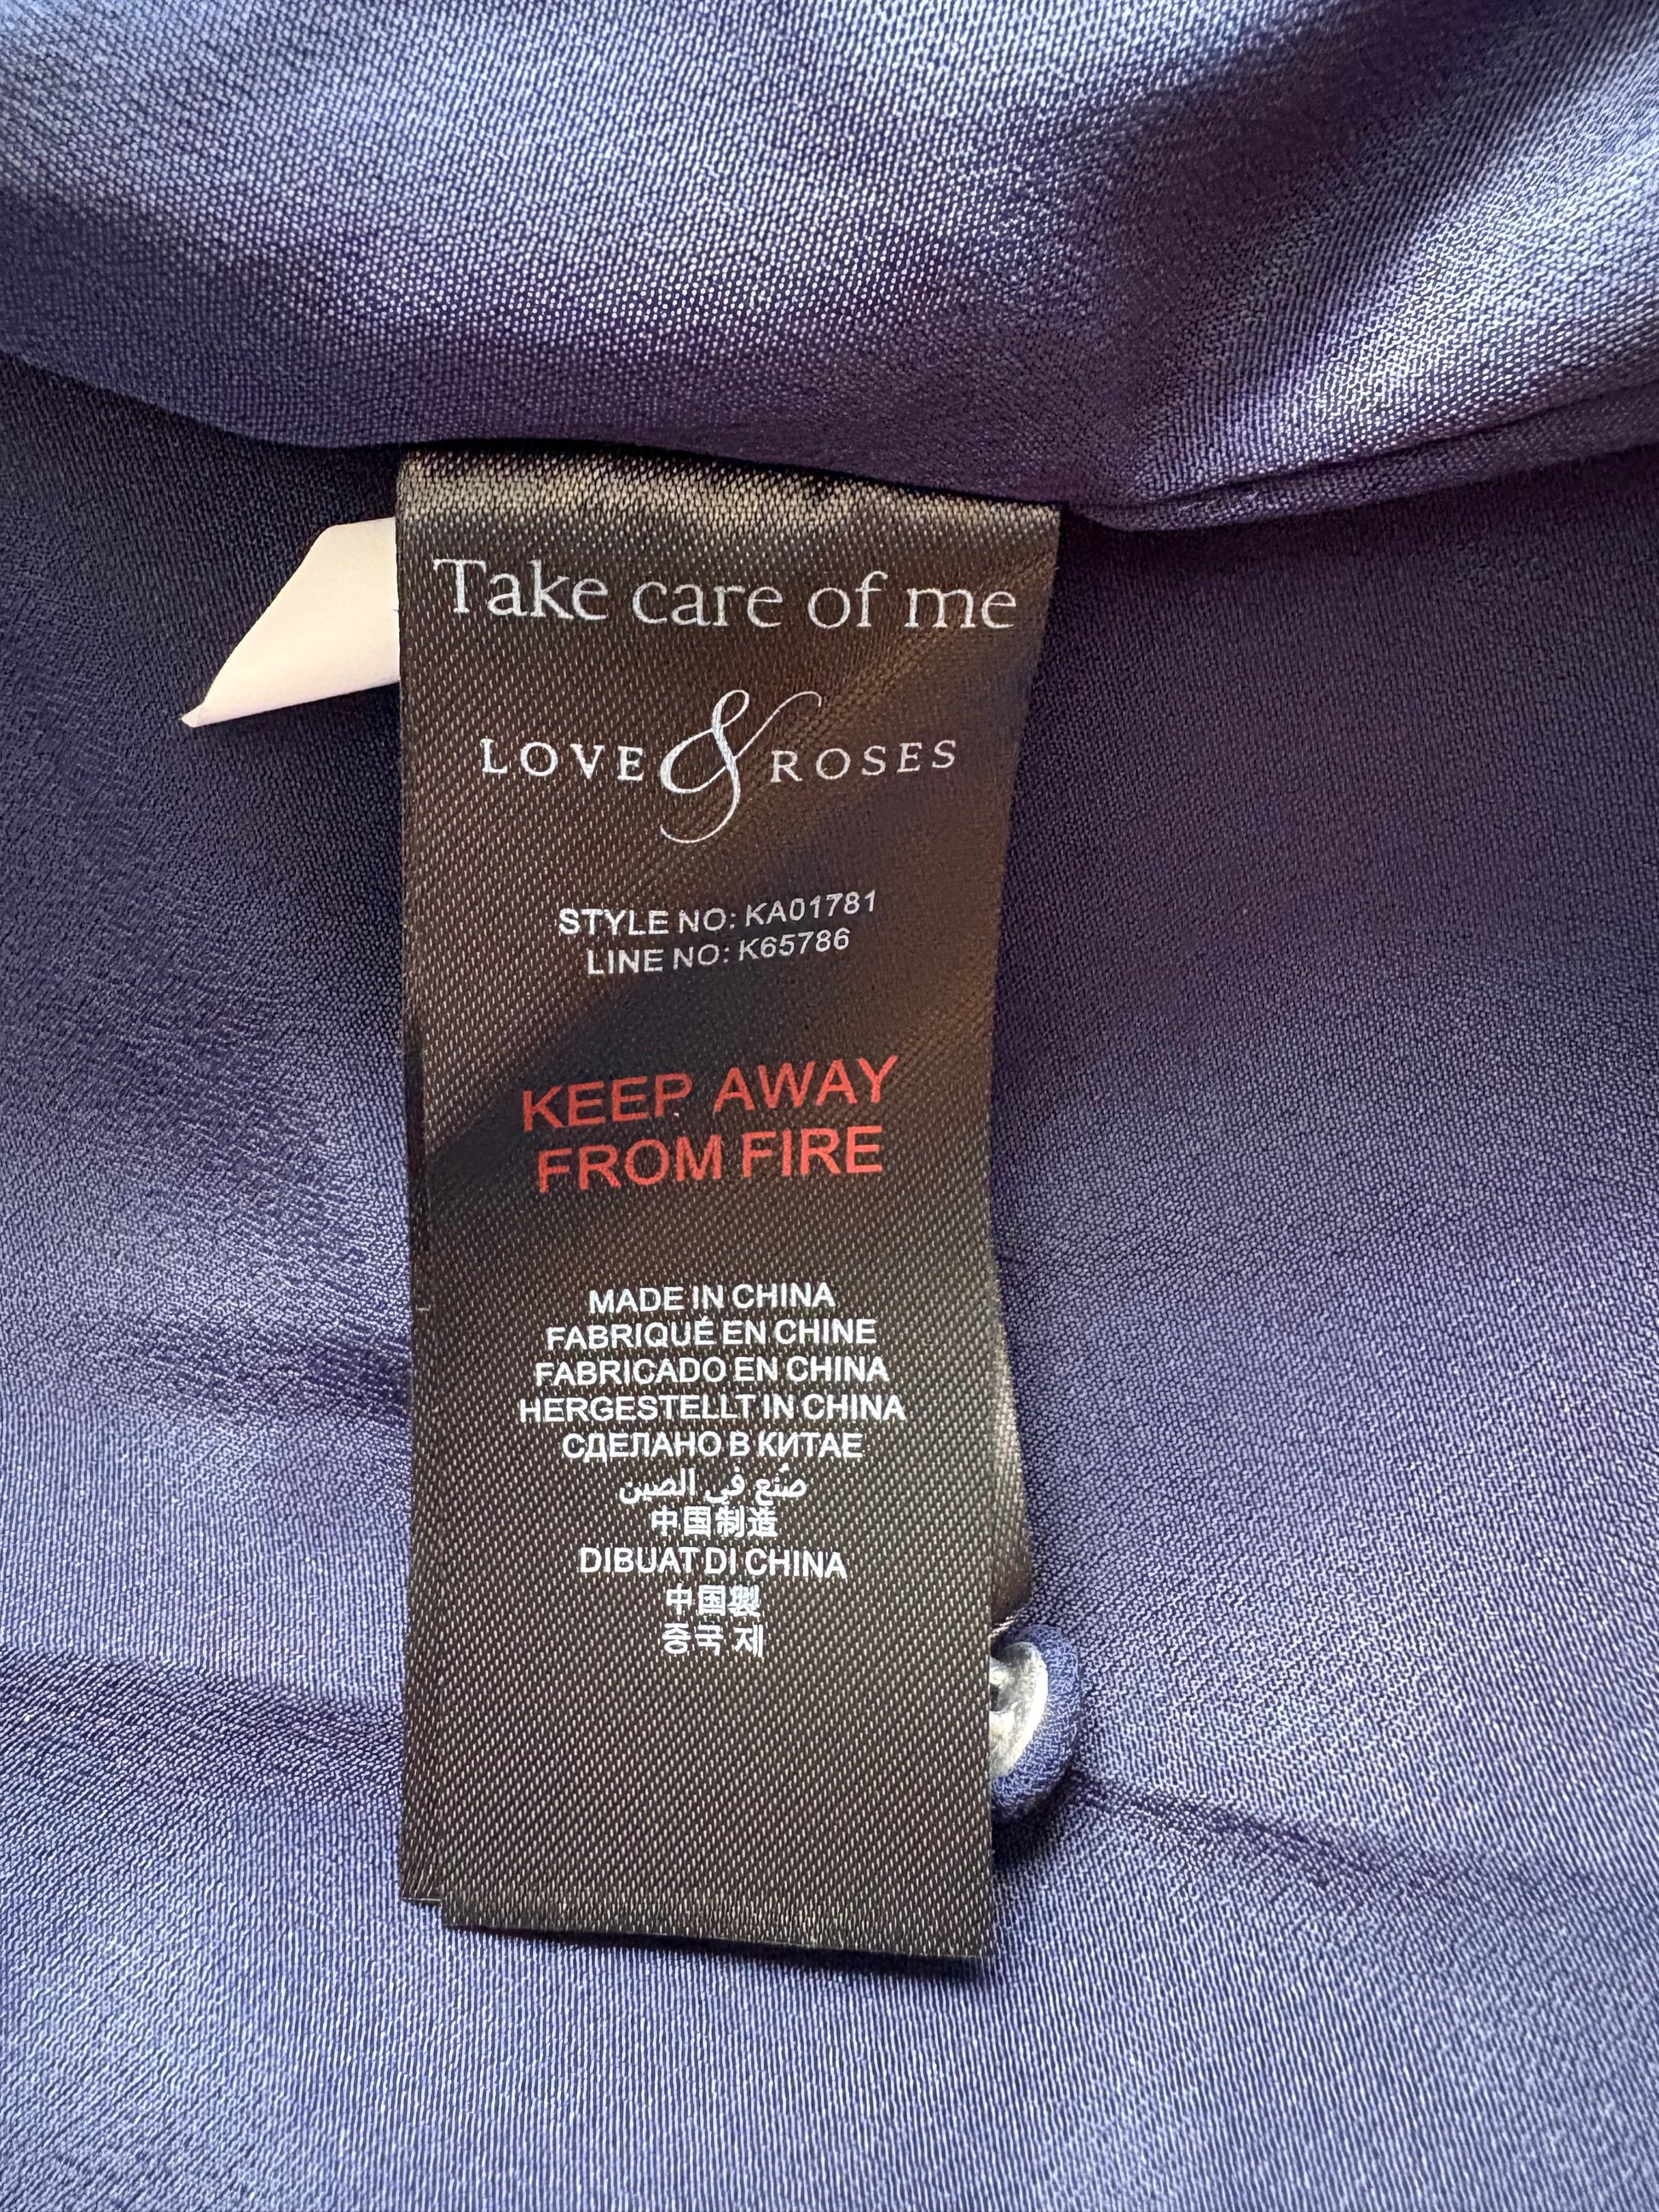 Take care of me
LOVE & ROSES
STYLE NO: KA01781
LINE NO: K65786
KEEP AWAY
FROM FIRE
MADE IN CHINA
FABRIQUÉ EN CHINE
FABRICADO EN CHINA
HERGESTELLT IN CHINA
СДЕЛАНО В КИТАЕ
صنع في الصين
中国制造
DIBUAT DI CHINA
中国製
중국 제